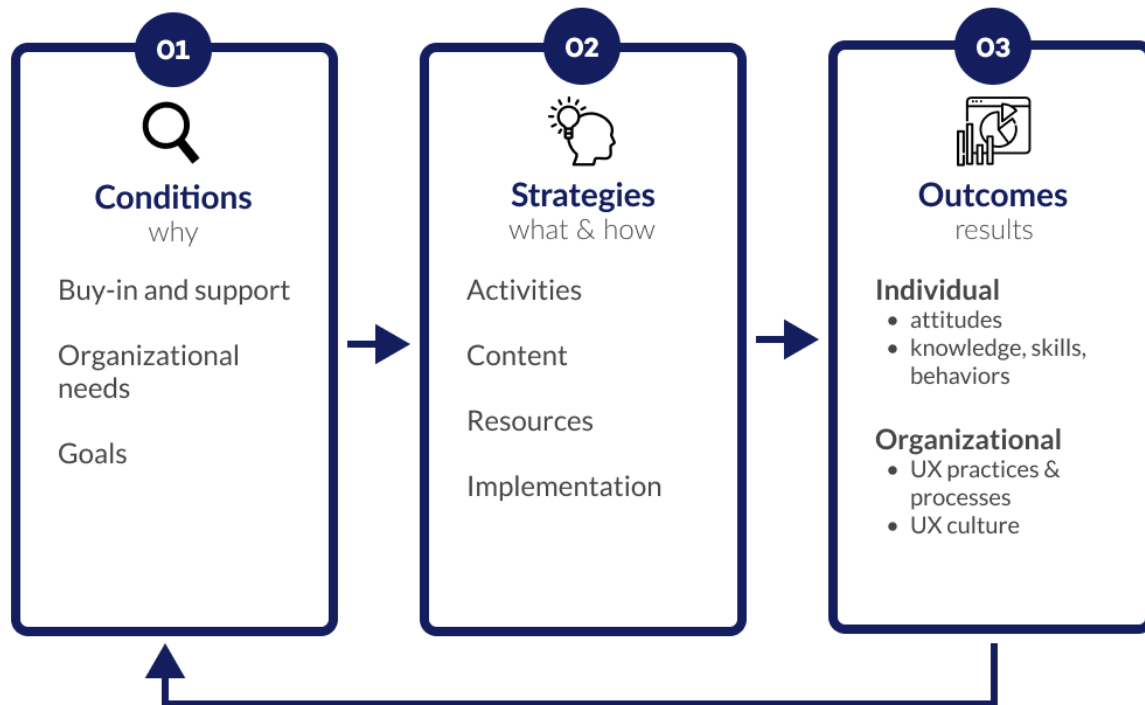 01
Conditions
why
Buy-in and support
Organizational
needs
Goals
02
Strategies
what & how
Activities
Content
Resources
Implementation
03
Outcomes
results
Individual
• attitudes
• knowledge, skills,
behaviors
Organizational
• UX practices &
processes
• UX culture